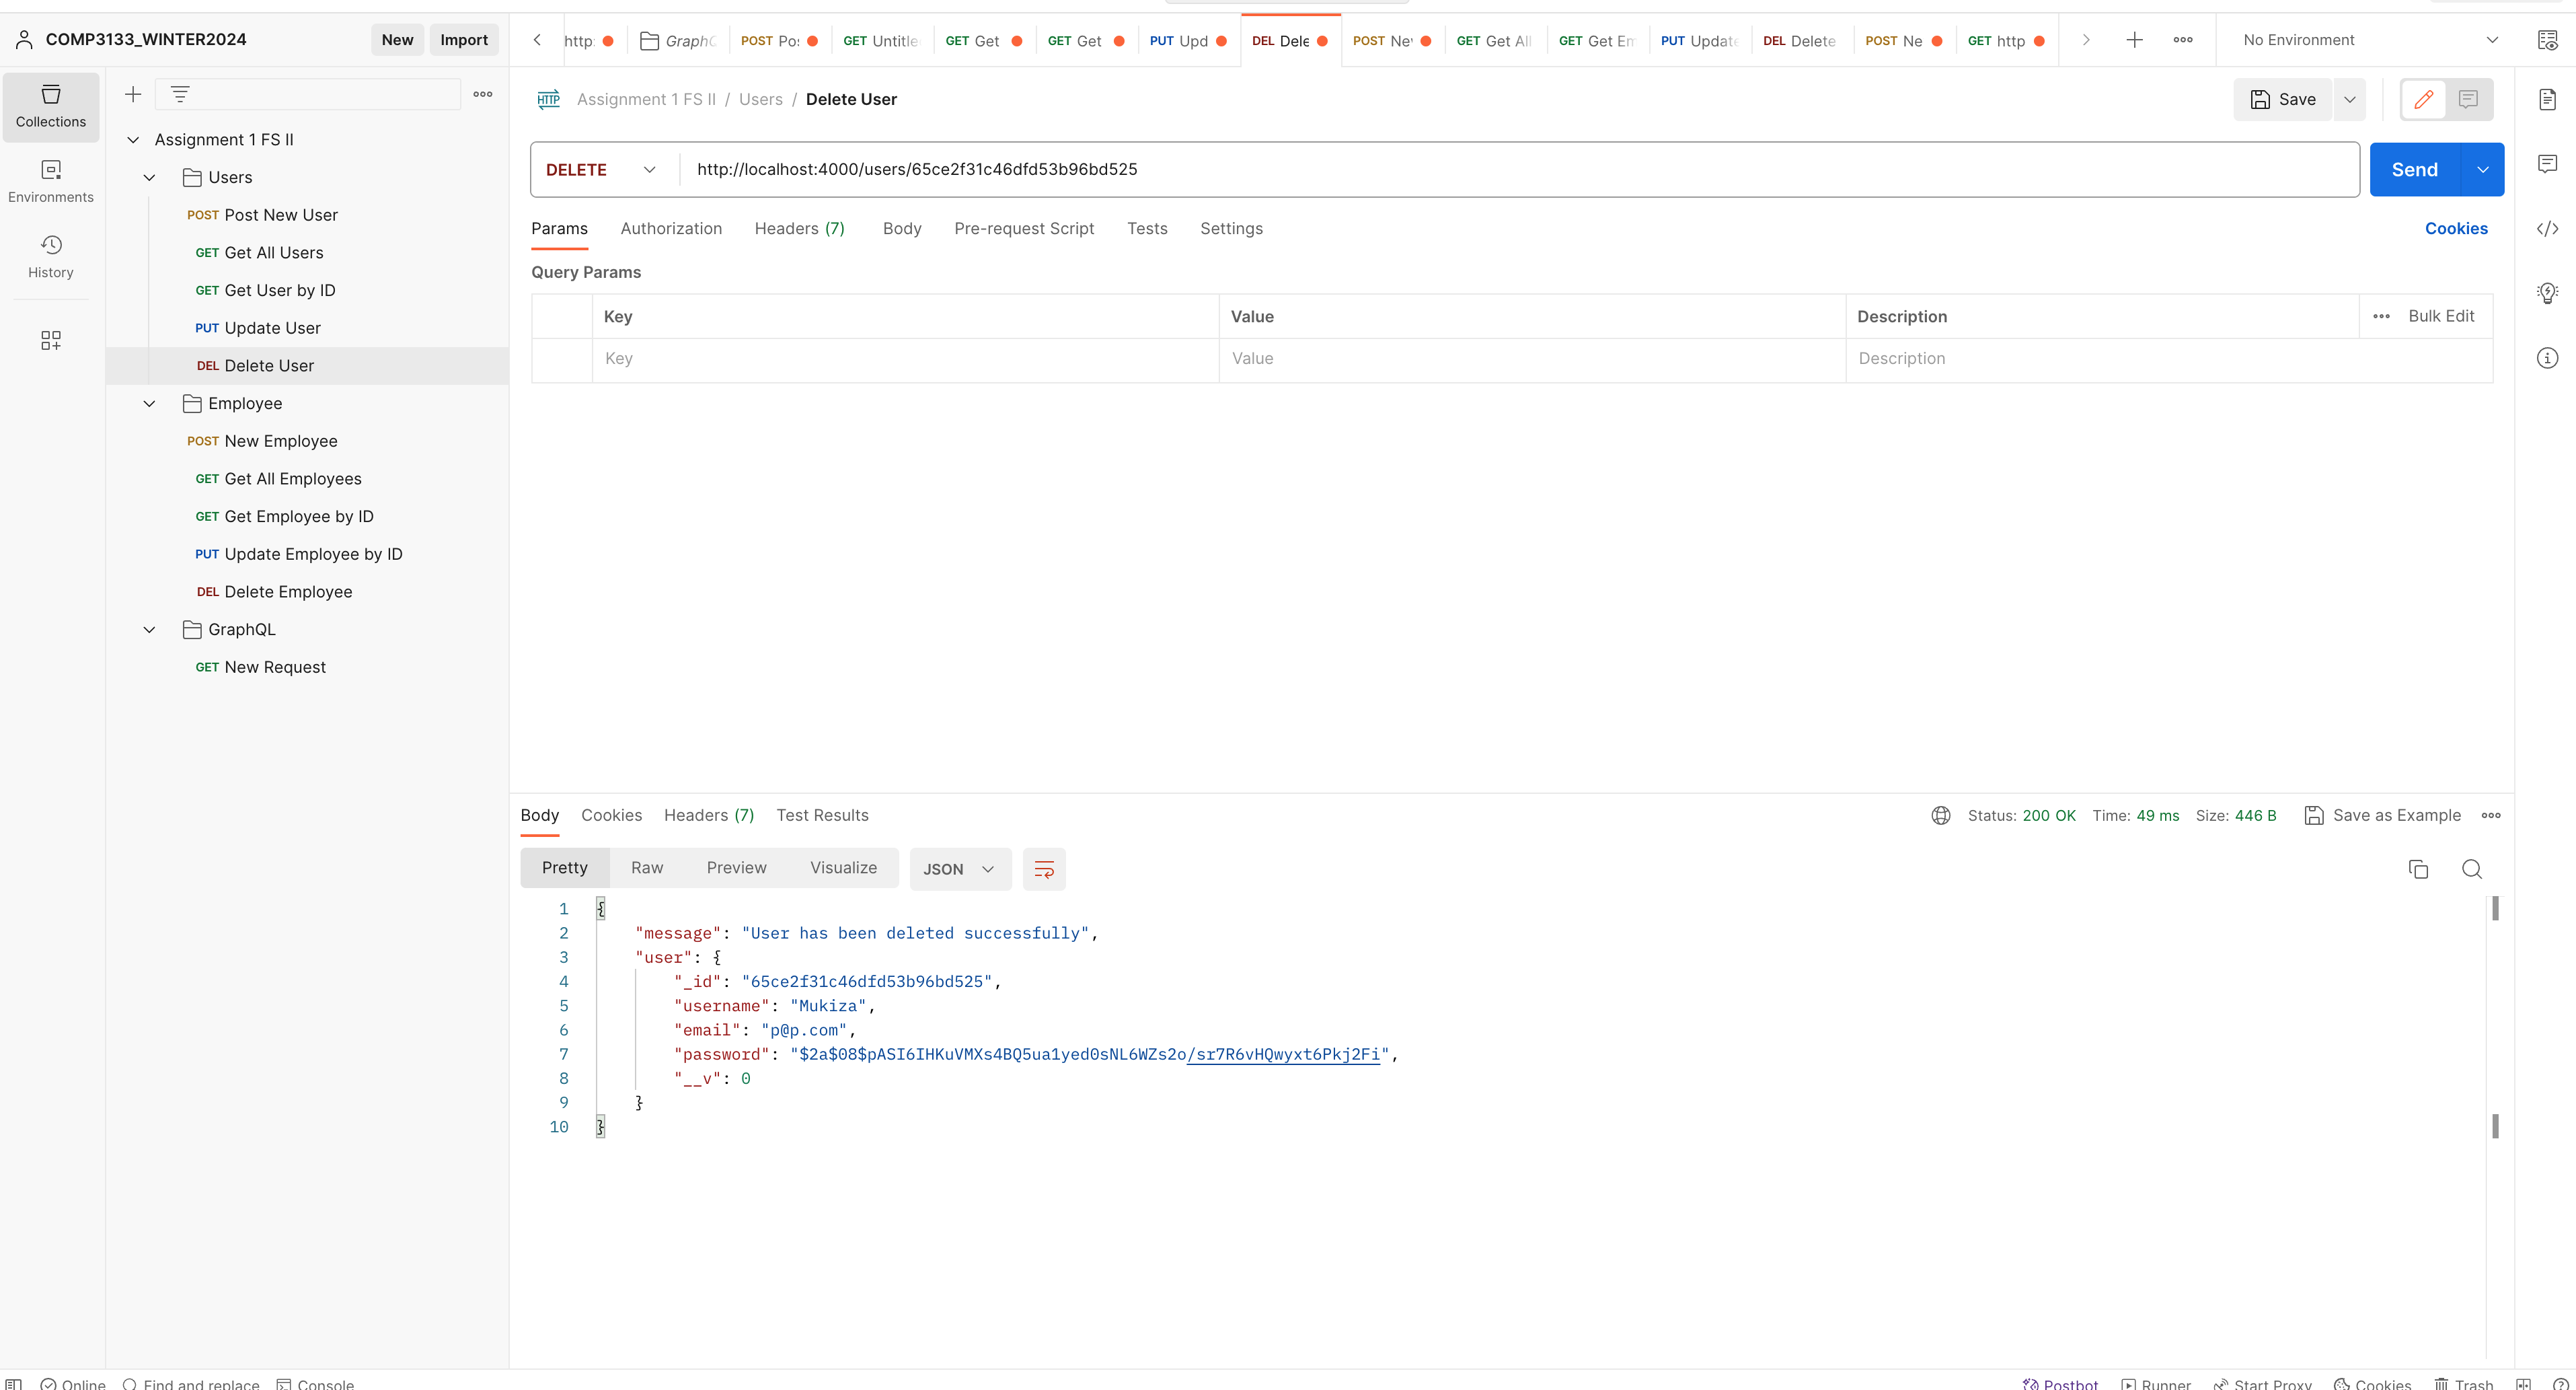 COMP3133_WINTER2024
New
Import
http:
GraphQ
POST Po
GET Untitle
GET Get
GET Get
PUT Upd
DEL Dele
POST Ne
GET Get All
GET Get Em
PUT Update
DEL Delete
POST Ne
GET http
No Environment
Collections
Environments
History
Assignment 1 FS II
Users
POST Post New User
GET Get All Users
GET Get User by ID
PUT Update User
DEL Delete User
Employee
POST New Employee
GET Get All Employees
GET Get Employee by ID
PUT Update Employee by ID
DEL Delete Employee
GraphQL
GET New Request
HTTP Assignment 1 FS II / Users / Delete User
Save
DELETE http://localhost:4000/users/65ce2f31c46dfd53b96bd525
Send
Params Authorization Headers (7) Body Pre-request Script Tests Settings
Cookies
Query Params
Key Value Description Bulk Edit
Key Value Description
Body Cookies Headers (7) Test Results
Status: 200 OK Time: 49 ms Size: 446 B Save as Example
Pretty Raw Preview Visualize JSON
1 {
2 "message": "User has been deleted successfully",
3 "user": {
4 "_id": "65ce2f31c46dfd53b96bd525",
5 "username": "Mukiza",
6 "email": "p@p.com",
7 "password": "$2a$08$pASI6IHKuVMXs4BQ5ua1yed0sNL6WZs2o/sr7R6vHQwyxt6Pkj2Fi",
8 "__v": 0
9 }
10 }
Online Find and replace Console
Postbot Runner Start Proxy Cookies Trash